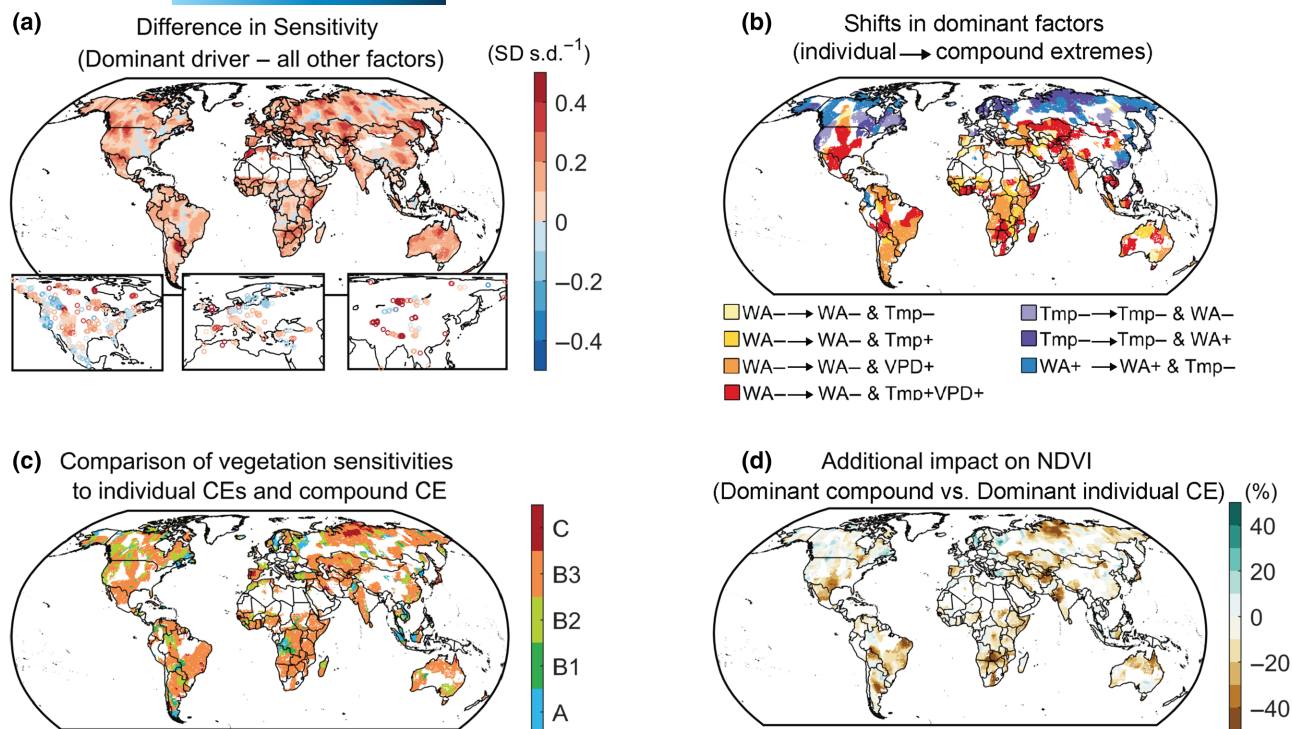 (a)
Difference in Sensitivity
(Dominant driver – all other factors)
(SD s.d.⁻¹)
0.4
0.2
0
–0.2
–0.4
(b)
Shifts in dominant factors
(individual → compound extremes)
WA–→ WA– & Tmp–
WA–→ WA– & Tmp+
WA–→ WA– & VPD+
WA–→ WA– & Tmp+VPD+
Tmp–→Tmp– & WA–
Tmp–→Tmp– & WA+
WA+ →WA+ & Tmp–
(c)
Comparison of vegetation sensitivities
to individual CEs and compound CE
C
B3
B2
B1
A
(d)
Additional impact on NDVI
(Dominant compound vs. Dominant individual CE)
(%)
40
20
0
–20
–40